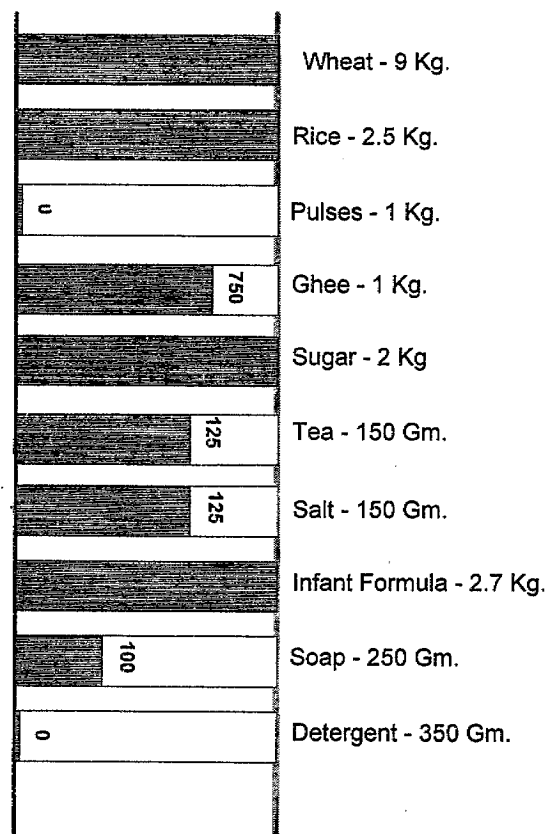 Wheat - 9 Kg.
Rice - 2.5 Kg.
0 Pulses - 1 Kg.
750 Ghee - 1 Kg.
Sugar - 2 Kg
125 Tea - 150 Gm.
125 Salt - 150 Gm.
Infant Formula - 2.7 Kg.
100 Soap - 250 Gm.
0 Detergent - 350 Gm.